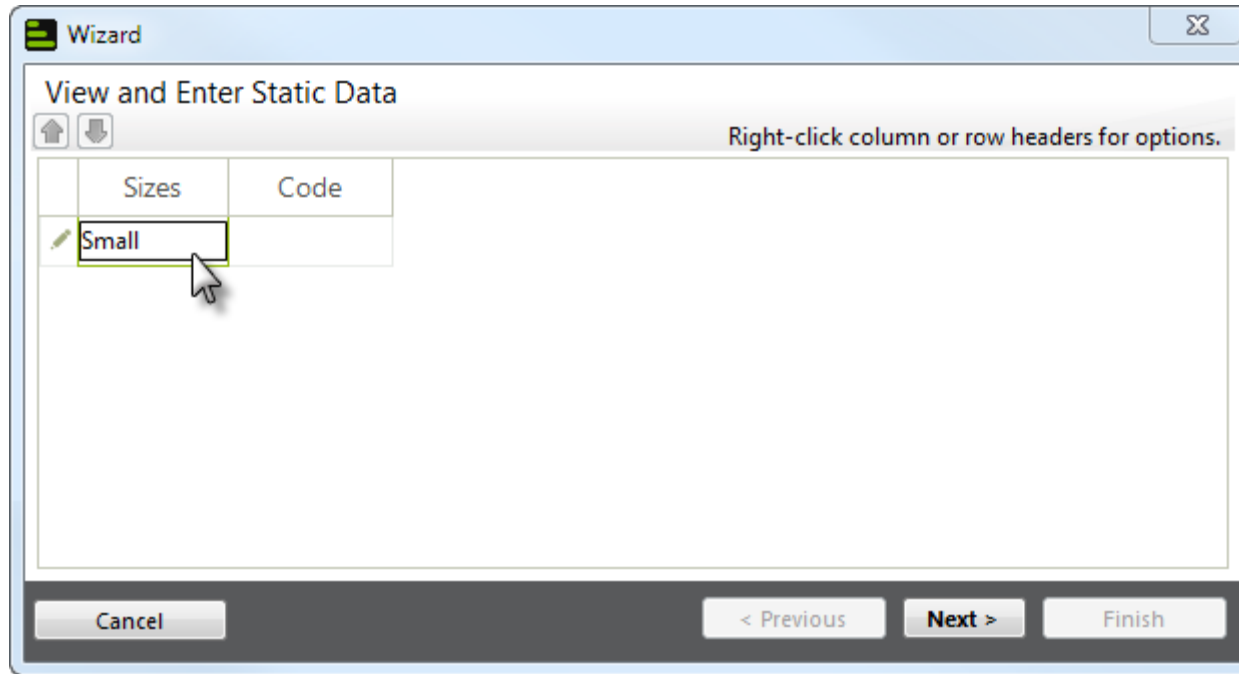 Wizard
View and Enter Static Data
Right-click column or row headers for options.
Sizes Code
Small
Cancel < Previous Next > Finish